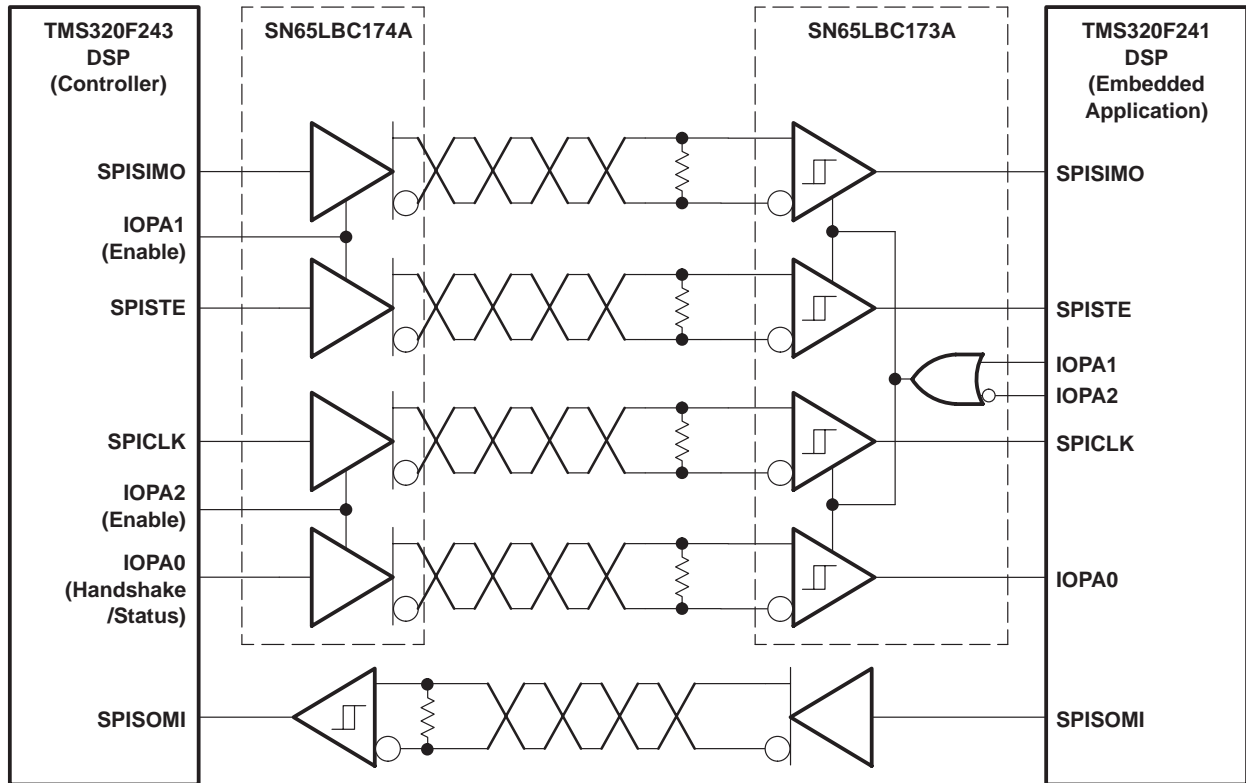 TMS320F243
DSP
(Controller)
SN65LBC174A
SN65LBC173A
TMS320F241
DSP
(Embedded
Application)
SPISIMO
SPISIMO
IOPA1
(Enable)
SPISTE
SPISTE
IOPA1
IOPA2
SPICLK
SPICLK
IOPA2
(Enable)
IOPA0
(Handshake
/Status)
IOPA0
SPISOMI
SPISOMI